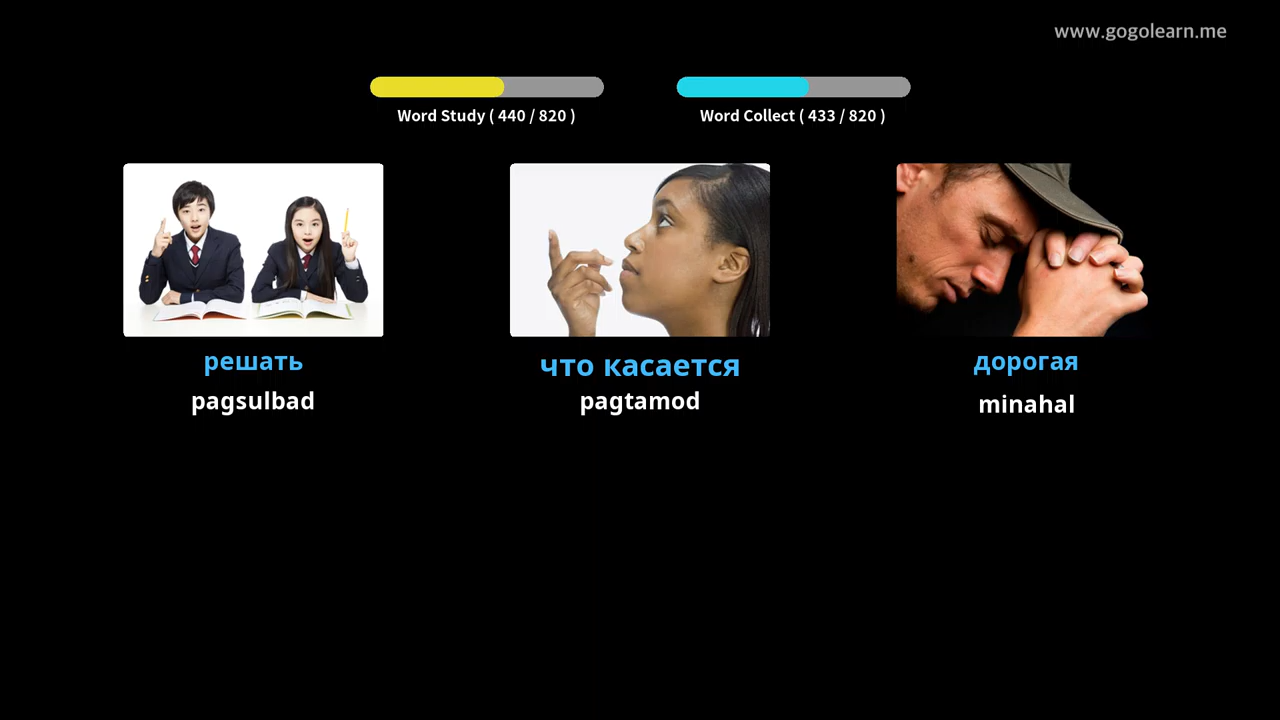 www.gogolearn.me
Word Study ( 440 / 820 )
Word Collect ( 433 / 820 )
решать
что касается
дорогая
pagsulbad
pagtamod
minahal